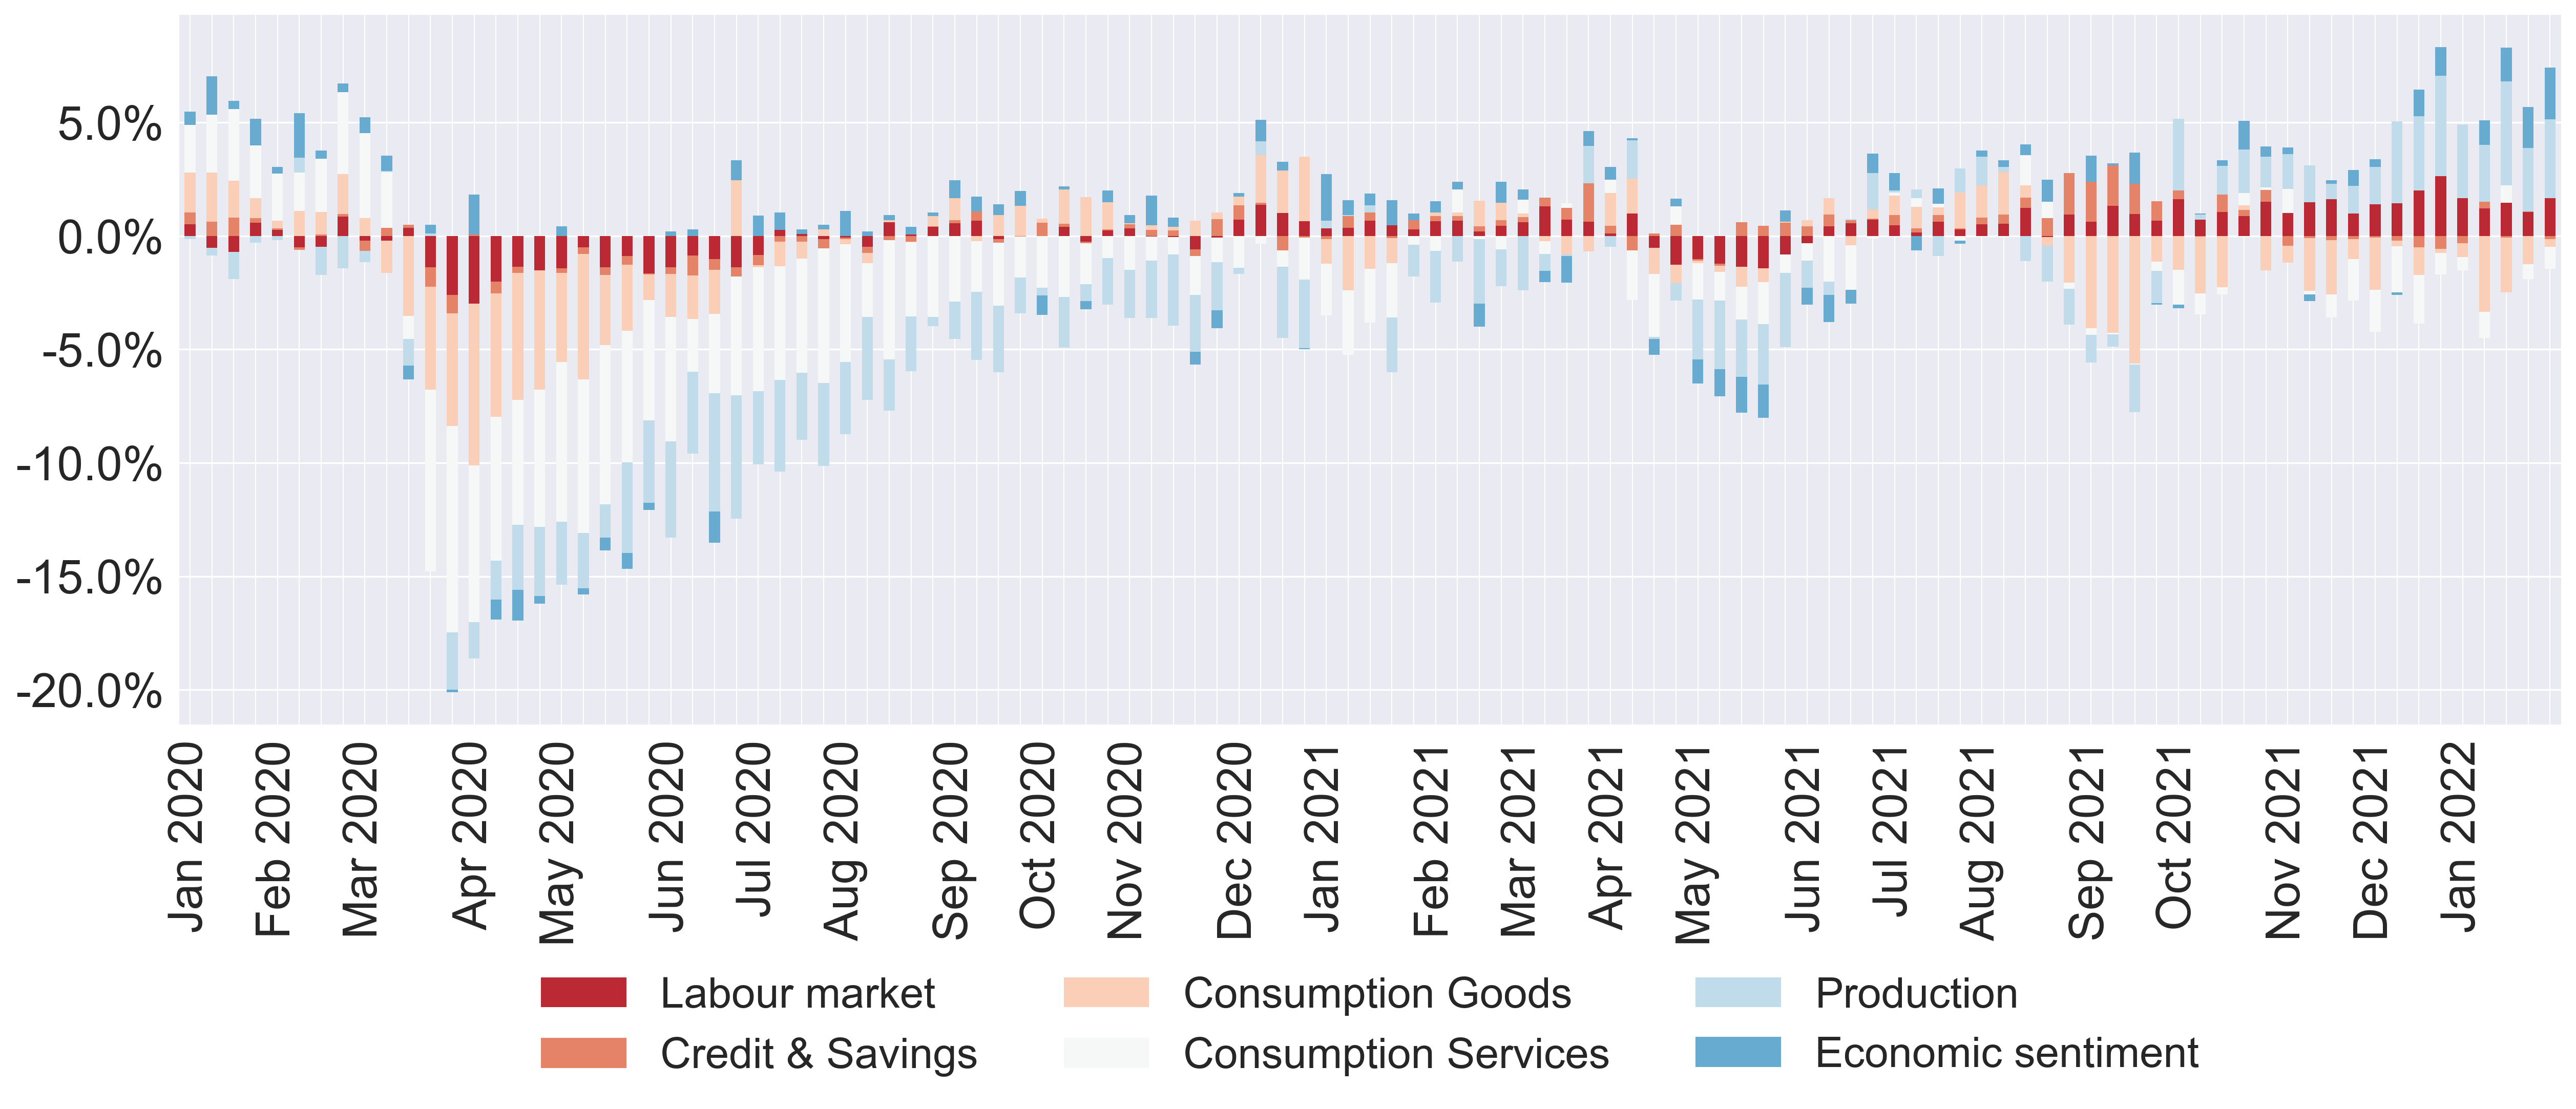 5.0%
0.0%
-5.0%
-10.0%
-15.0%
-20.0%
Jan 2020
Feb 2020
Mar 2020
Apr 2020
May 2020
Jun 2020
Jul 2020
Aug 2020
Sep 2020
Oct 2020
Nov 2020
Dec 2020
Jan 2021
Feb 2021
Mar 2021
Apr 2021
May 2021
Jun 2021
Jul 2021
Aug 2021
Sep 2021
Oct 2021
Nov 2021
Dec 2021
Jan 2022
Labour market
Consumption Goods
Production
Credit & Savings
Consumption Services
Economic sentiment